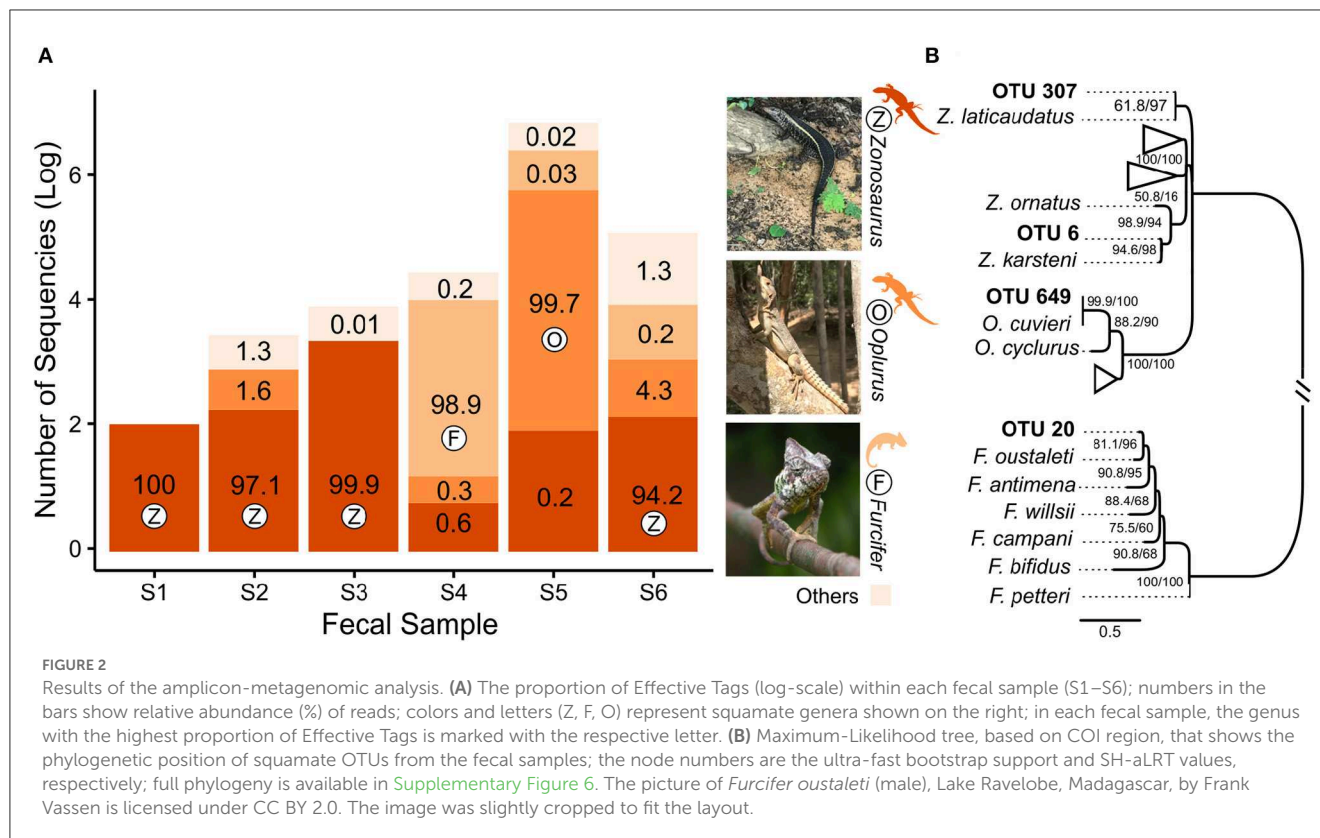 A
Number of Sequencies (Log)
6
4
2
0
100
Z
97.1
Z
1.6
1.3
99.9
Z
0.01
0.6
0.3
98.9
F
0.2
0.2
99.7
O
0.03
0.02
94.2
Z
4.3
0.2
1.3
S1
S2
S3
S4
S5
S6
Fecal Sample
Z Zonosaurus
O Oplurus
F Furcifer
Others
B
OTU 307
Z. laticaudatus
61.8/97
100/100
50.8/16
Z. ornatus
98.9/94
OTU 6
94.6/98
Z. karsteni
OTU 649
99.9/100
O. cuvieri
88.2/90
O. cyclurus
100/100
OTU 20
81.1/96
F. oustaleti
90.8/95
F. antimena
88.4/68
F. willsii
75.5/60
F. campani
90.8/68
F. bifidus
100/100
F. petteri
0.5
FIGURE 2
Results of the amplicon-metagenomic analysis. (A) The proportion of Effective Tags (log-scale) within each fecal sample (S1–S6); numbers in the
bars show relative abundance (%) of reads; colors and letters (Z, F, O) represent squamate genera shown on the right; in each fecal sample, the genus
with the highest proportion of Effective Tags is marked with the respective letter. (B) Maximum-Likelihood tree, based on COI region, that shows the
phylogenetic position of squamate OTUs from the fecal samples; the node numbers are the ultra-fast bootstrap support and SH-aLRT values,
respectively; full phylogeny is available in Supplementary Figure 6. The picture of Furcifer oustaleti (male), Lake Ravelobe, Madagascar, by Frank
Vassen is licensed under CC BY 2.0. The image was slightly cropped to fit the layout.